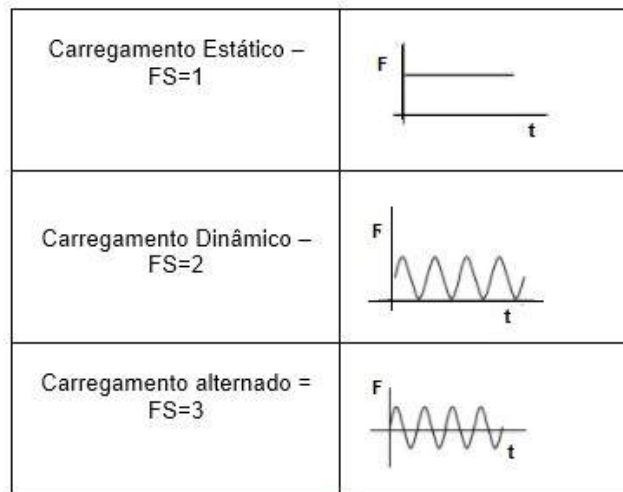 Carregamento Estático –
FS=1
F
t
Carregamento Dinâmico –
FS=2
F
t
Carregamento alternado =
FS=3
F
t